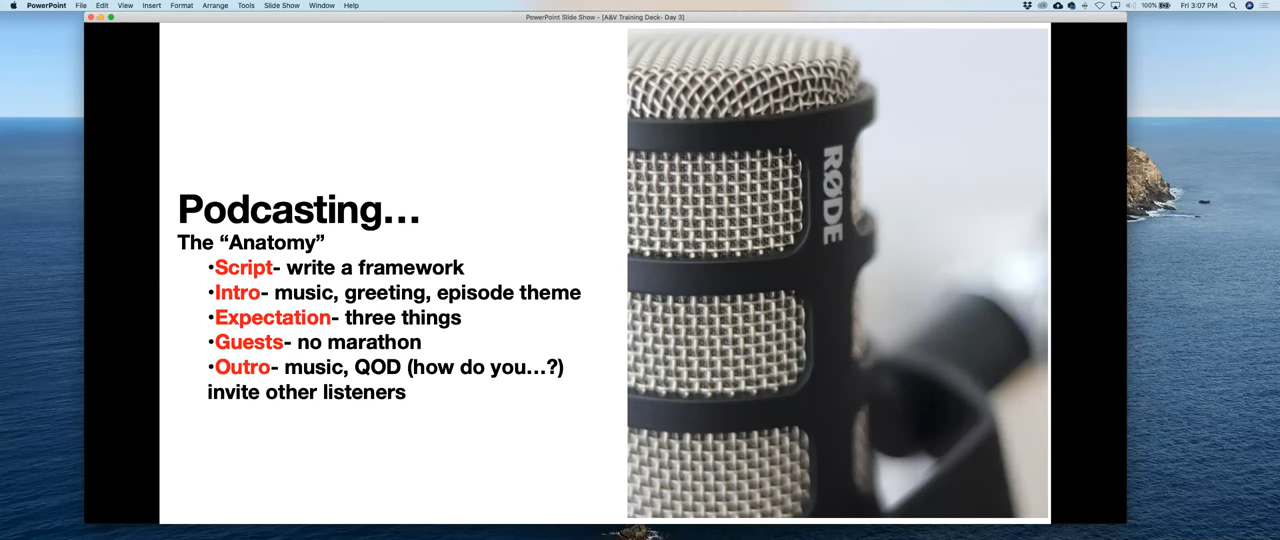 PowerPoint File Edit View Insert Format Arrange Tools Slide Show Window Help
100% Fri 3:07 PM
PowerPoint Slide Show - [A&V Training Deck- Day 3]
Podcasting…
The “Anatomy”
•Script- write a framework
•Intro- music, greeting, episode theme
•Expectation- three things
•Guests- no marathon
•Outro- music, QOD (how do you…?)
invite other listeners
RØDE